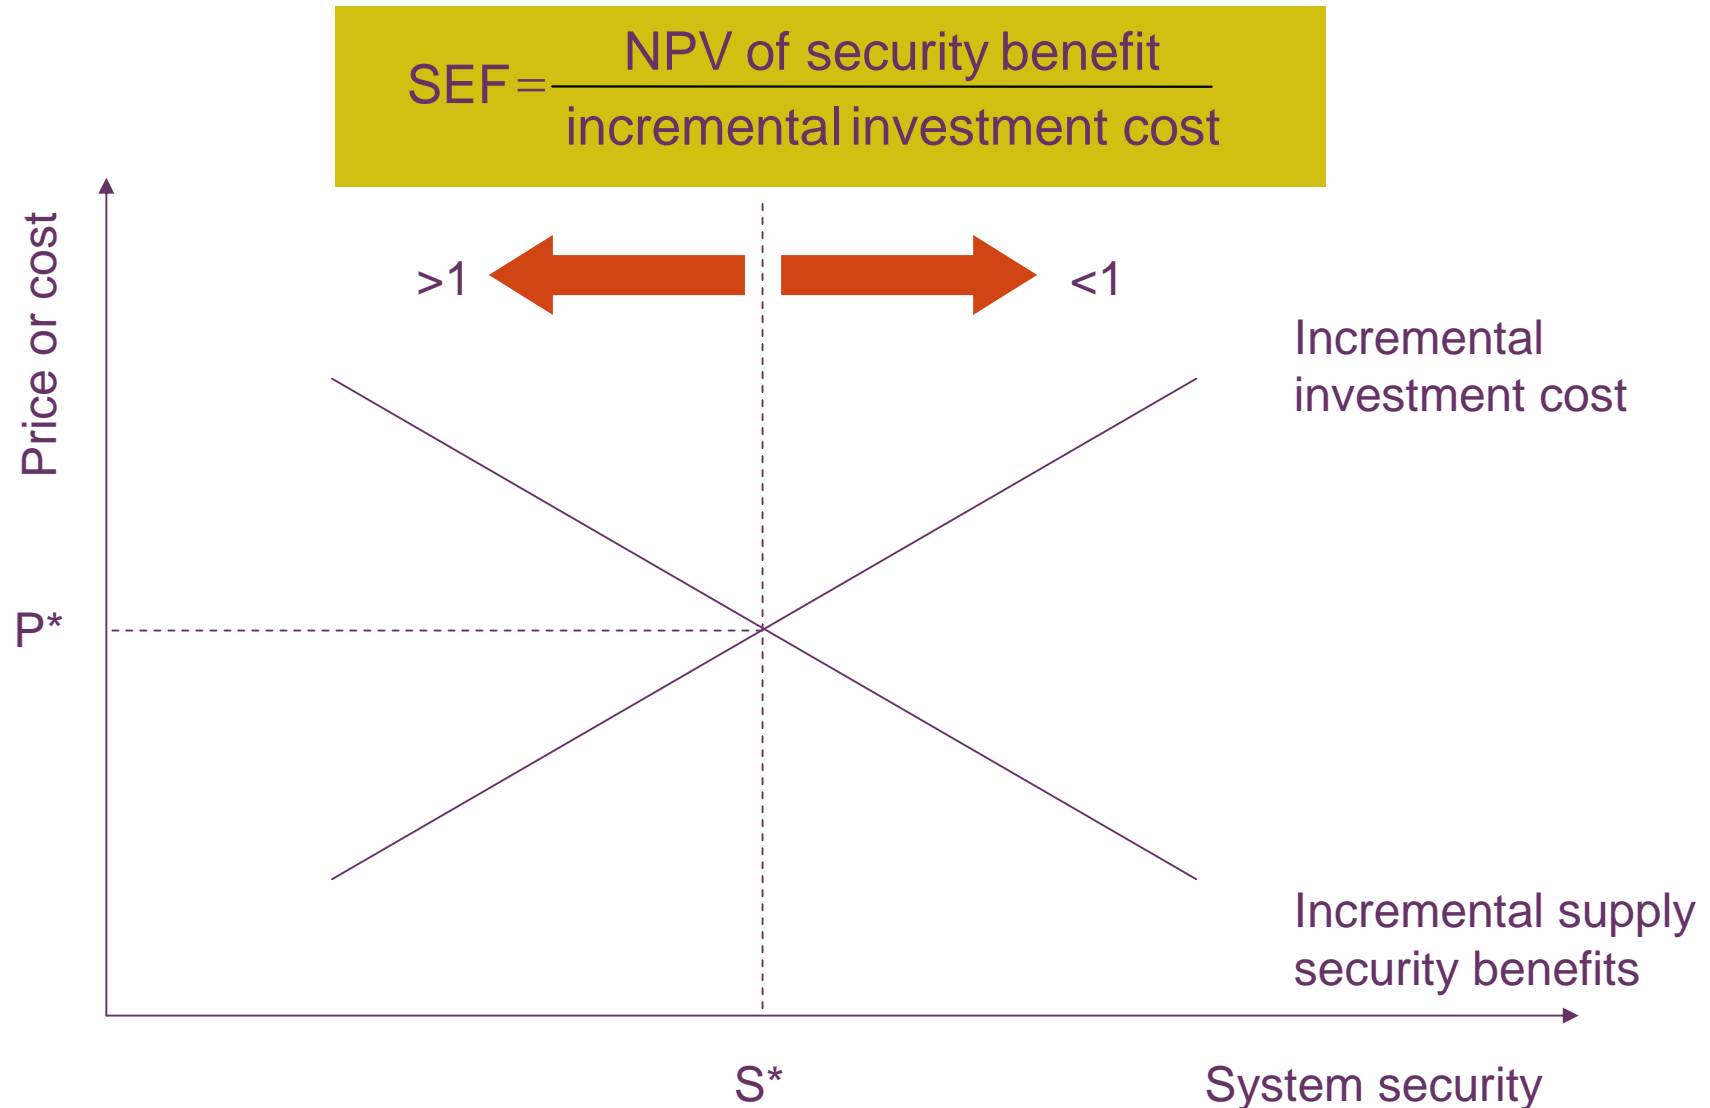 SEF = NPV of security benefit
incremental investment cost
Price or cost
>1
<1
Incremental
investment cost
P*
Incremental supply
security benefits
S*
System security